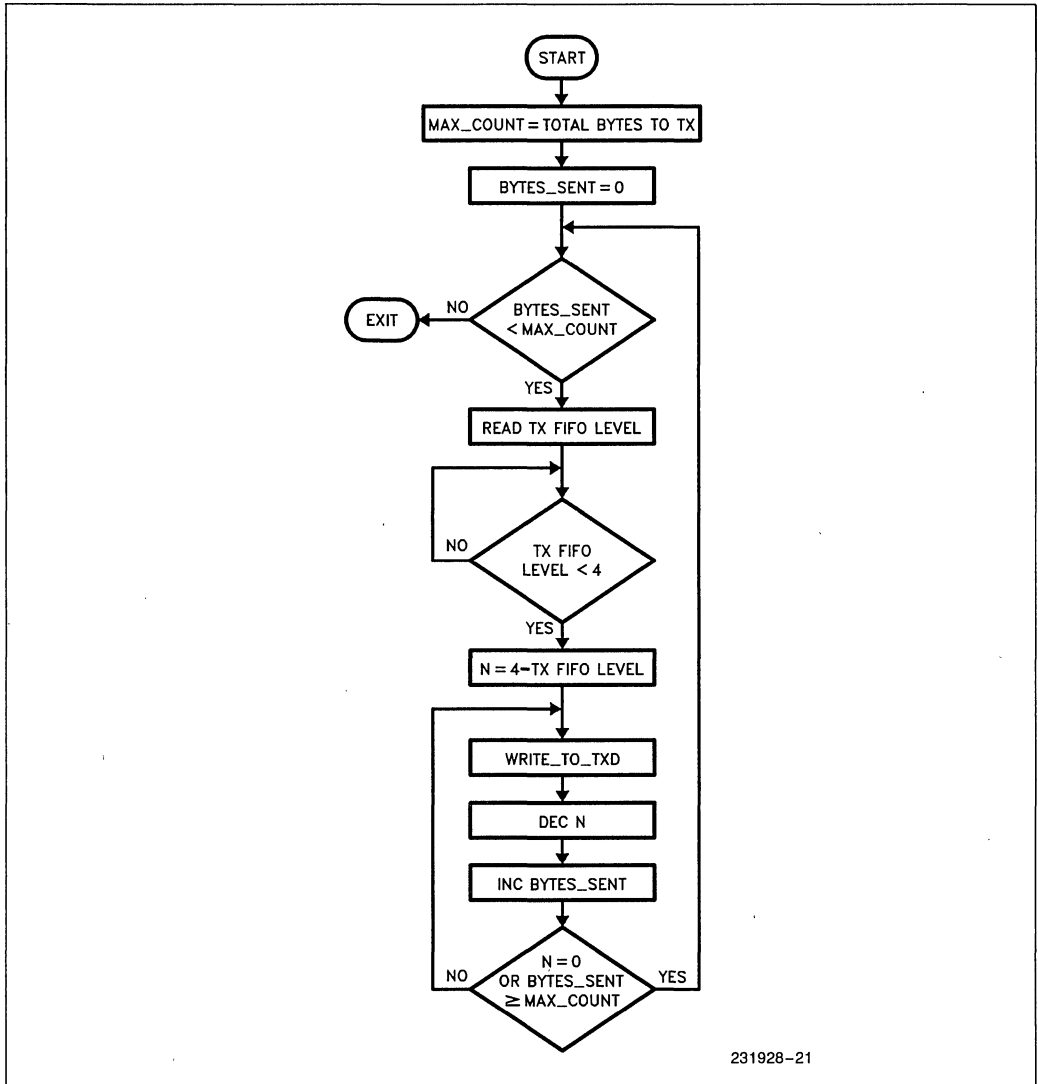 START
MAX_COUNT = TOTAL BYTES TO TX
BYTES_SENT = 0
BYTES_SENT
< MAX_COUNT
NO
EXIT
YES
READ TX FIFO LEVEL
TX FIFO
LEVEL < 4
NO
YES
N = 4-TX FIFO LEVEL
WRITE_TO_TXD
DEC N
INC BYTES_SENT
N = 0
OR BYTES_SENT
≥ MAX_COUNT
NO
YES
231928-21